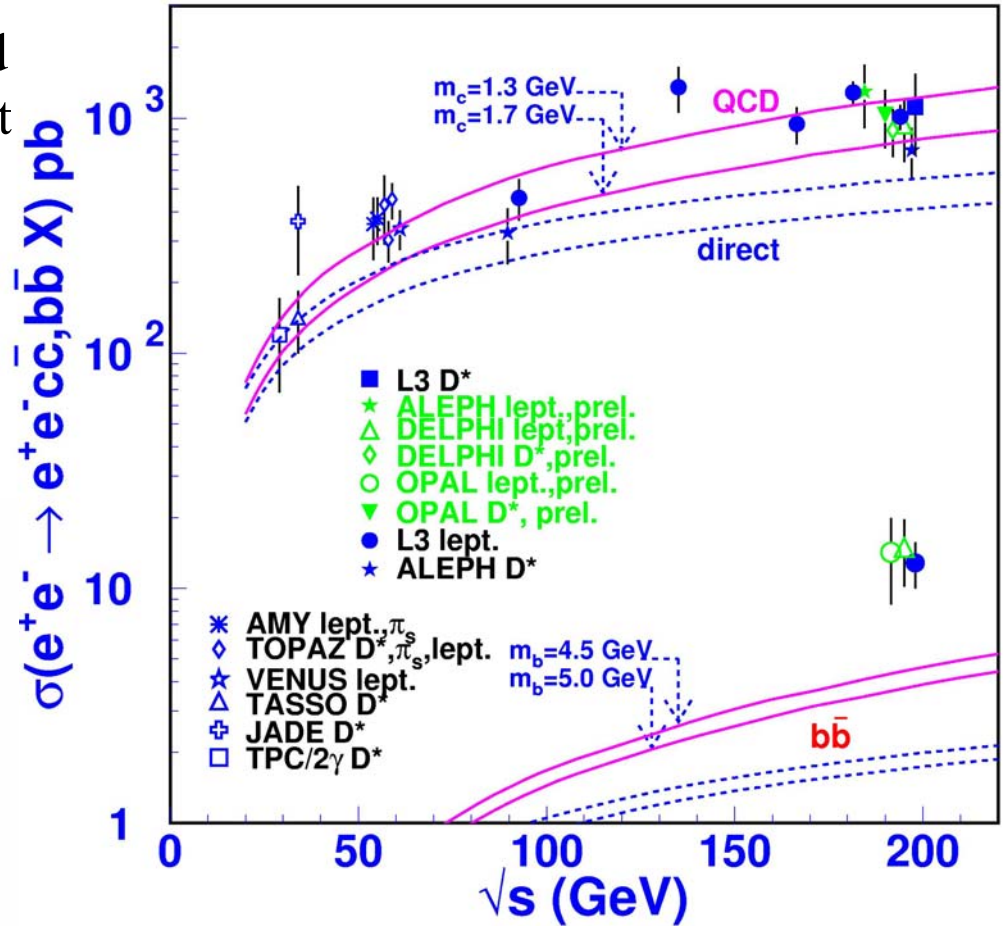 d
t
σ(e⁺e⁻ → e⁺e⁻cc̄,bb̄ X) pb
10³
10²
10
1
m_c=1.3 GeV
m_c=1.7 GeV
QCD
direct
L3 D*
ALEPH lept.,prel.
DELPHI lept,prel.
DELPHI D*,prel.
OPAL lept.,prel.
OPAL D*, prel.
L3 lept.
ALEPH D*
AMY lept.,π_s
TOPAZ D*,π_s,lept.
VENUS lept.
TASSO D*
JADE D*
TPC/2γ D*
m_b=4.5 GeV
m_b=5.0 GeV
bb̄
0 50 100 150 200
√s (GeV)